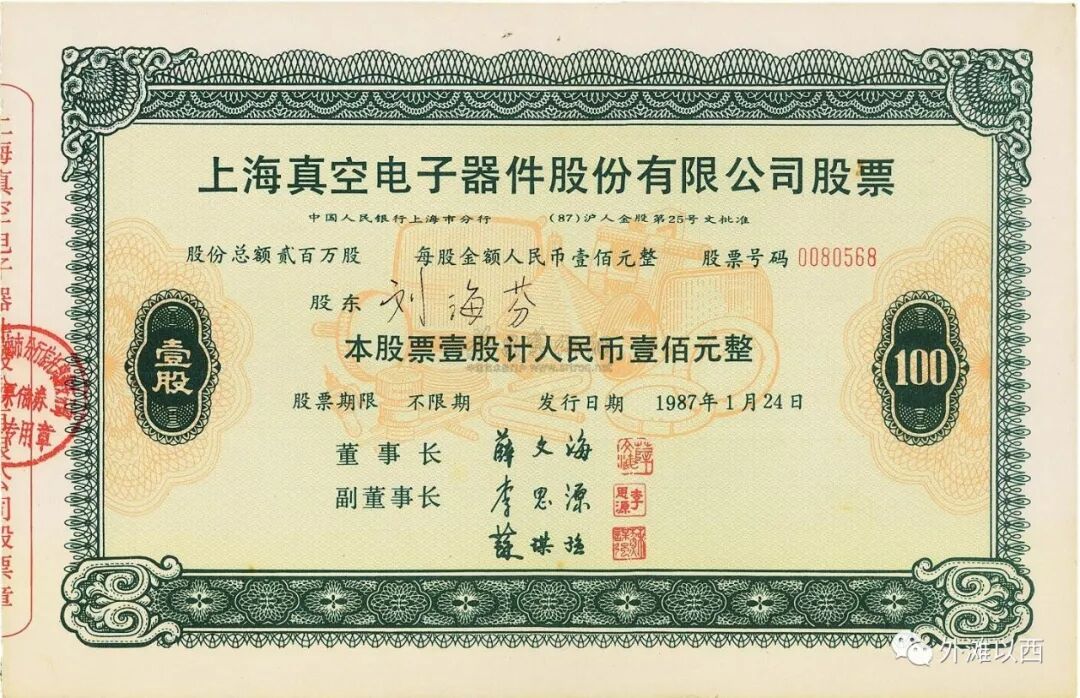 上海真空电子器件股份有限公司股票
中国人民银行上海市分行 (87)沪人金股第25号文批准
股份总额贰百万股 每股金额人民币壹佰元整 股票号码 0080568
股东 刘海芬
本股票壹股计人民币壹佰元整
壹股
100
股票期限 不限期 发行日期 1987年1月24日
董事长 薛文海
副董事长 李思源
外滩以西